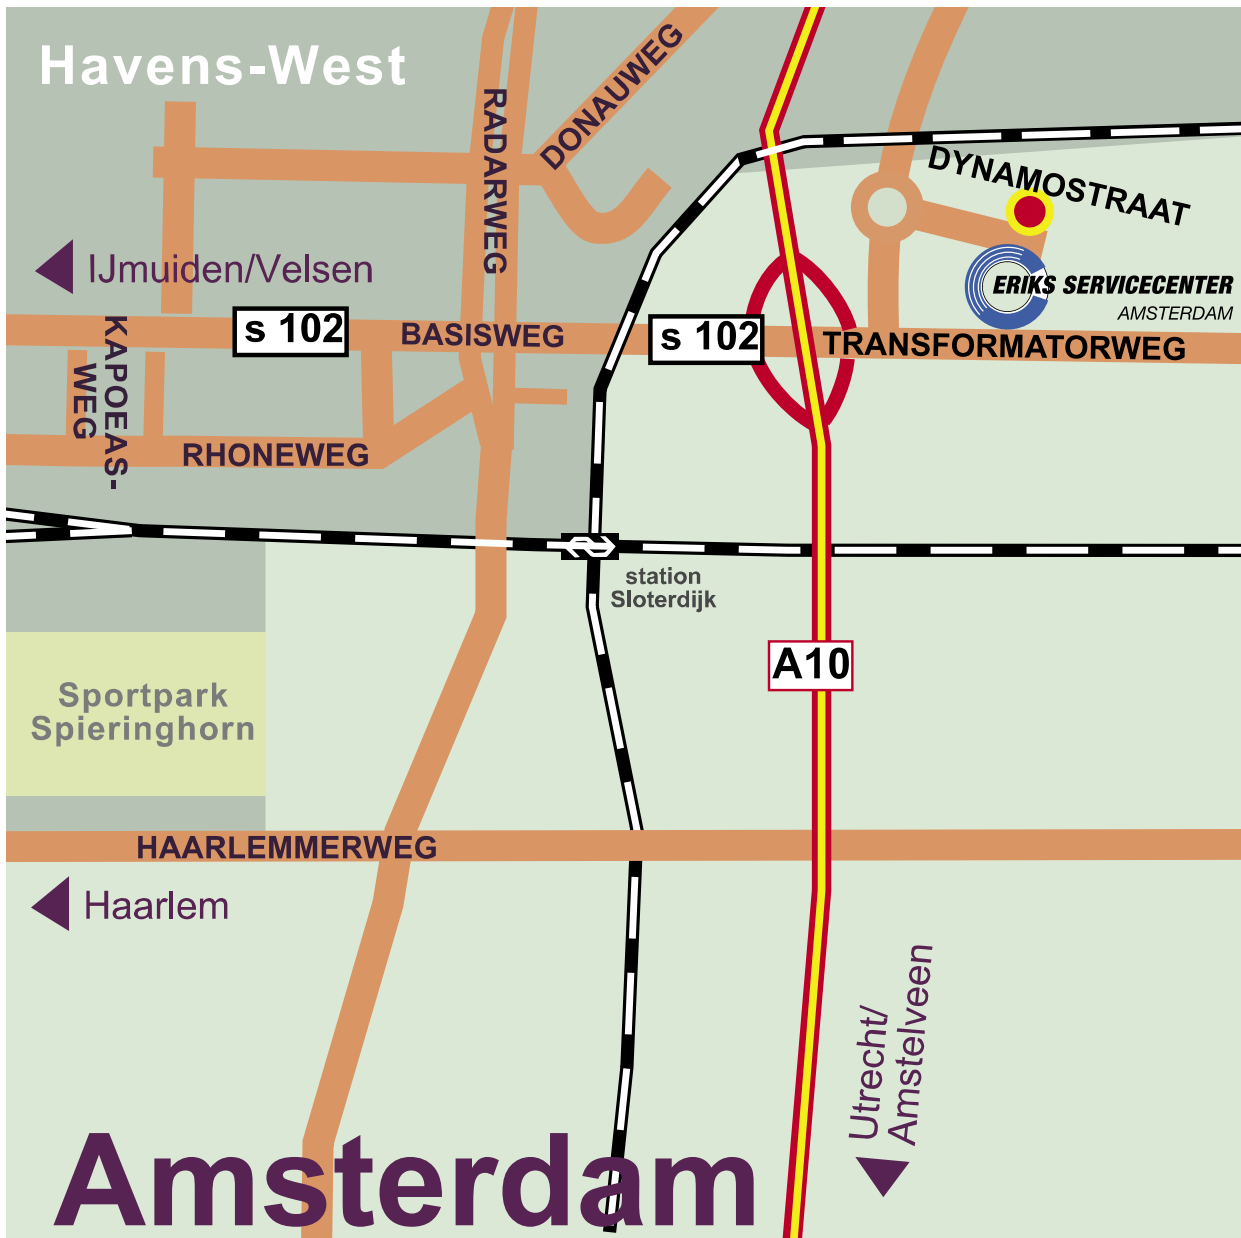 Havens-West
RADARWEG
DONAUWEG
DYNAMOSTRAAT
IJmuiden/Velsen
ERIKS SERVICECENTER
AMSTERDAM
s 102
BASISWEG
s 102
TRANSFORMATORWEG
KAPOEAS-
WEG
RHONEWEG
station
Sloterdijk
A10
Sportpark
Spieringhorn
HAARLEMMERWEG
Haarlem
Utrecht/
Amstelveen
Amsterdam